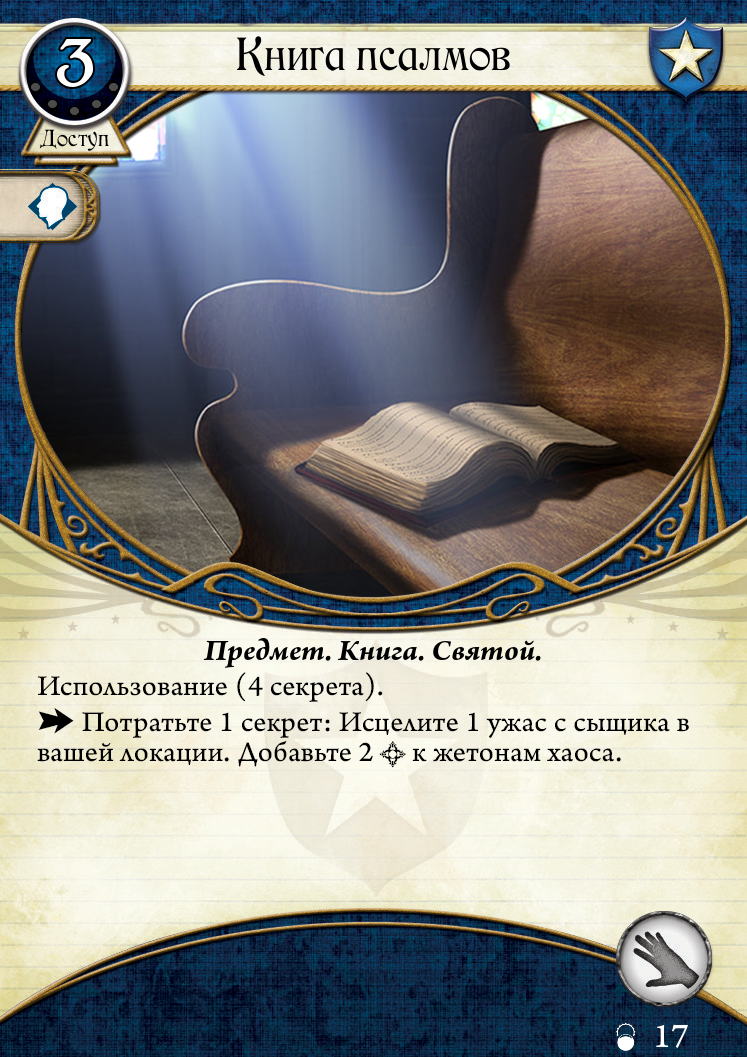 3
Книга псалмов
Доступ
Предмет. Книга. Святой.
Использование (4 секрета).
Потратьте 1 секрет: Исцелите 1 ужас с сыщика в
вашей локации. Добавьте 2 к жетонам хаоса.
17